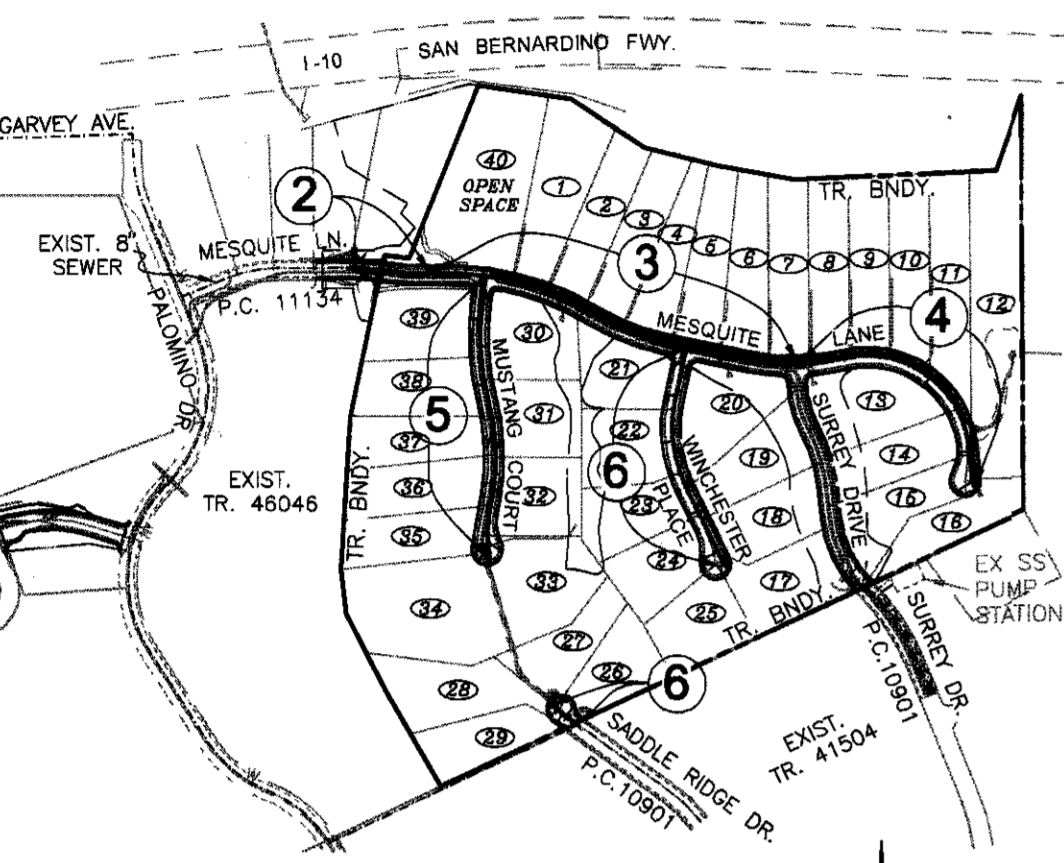 I-10
SAN BERNARDINO FWY.
GARVEY AVE.
40
OPEN
SPACE
1
2
3
4
5
6
7
8
9
10
11
12
TR. BNDY.
2
3
4
EXIST. 8"
SEWER
MESQUITE LN.
P.C. 11134
PALOMINO DR
MESQUITE LANE
39
38
37
36
35
34
30
31
32
33
MUSTANG COURT
5
21
22
23
24
25
6
WINCHESTER PLACE
20
19
18
17
SURREY DRIVE
13
14
15
16
EXIST.
TR. 46046
TR. BNDY.
TR. BNDY.
EX SS
PUMP
STATION
SURREY DR.
P.C.10901
27
26
28
29
6
SADDLE RIDGE DR.
P.C.10901
EXIST.
TR. 41504